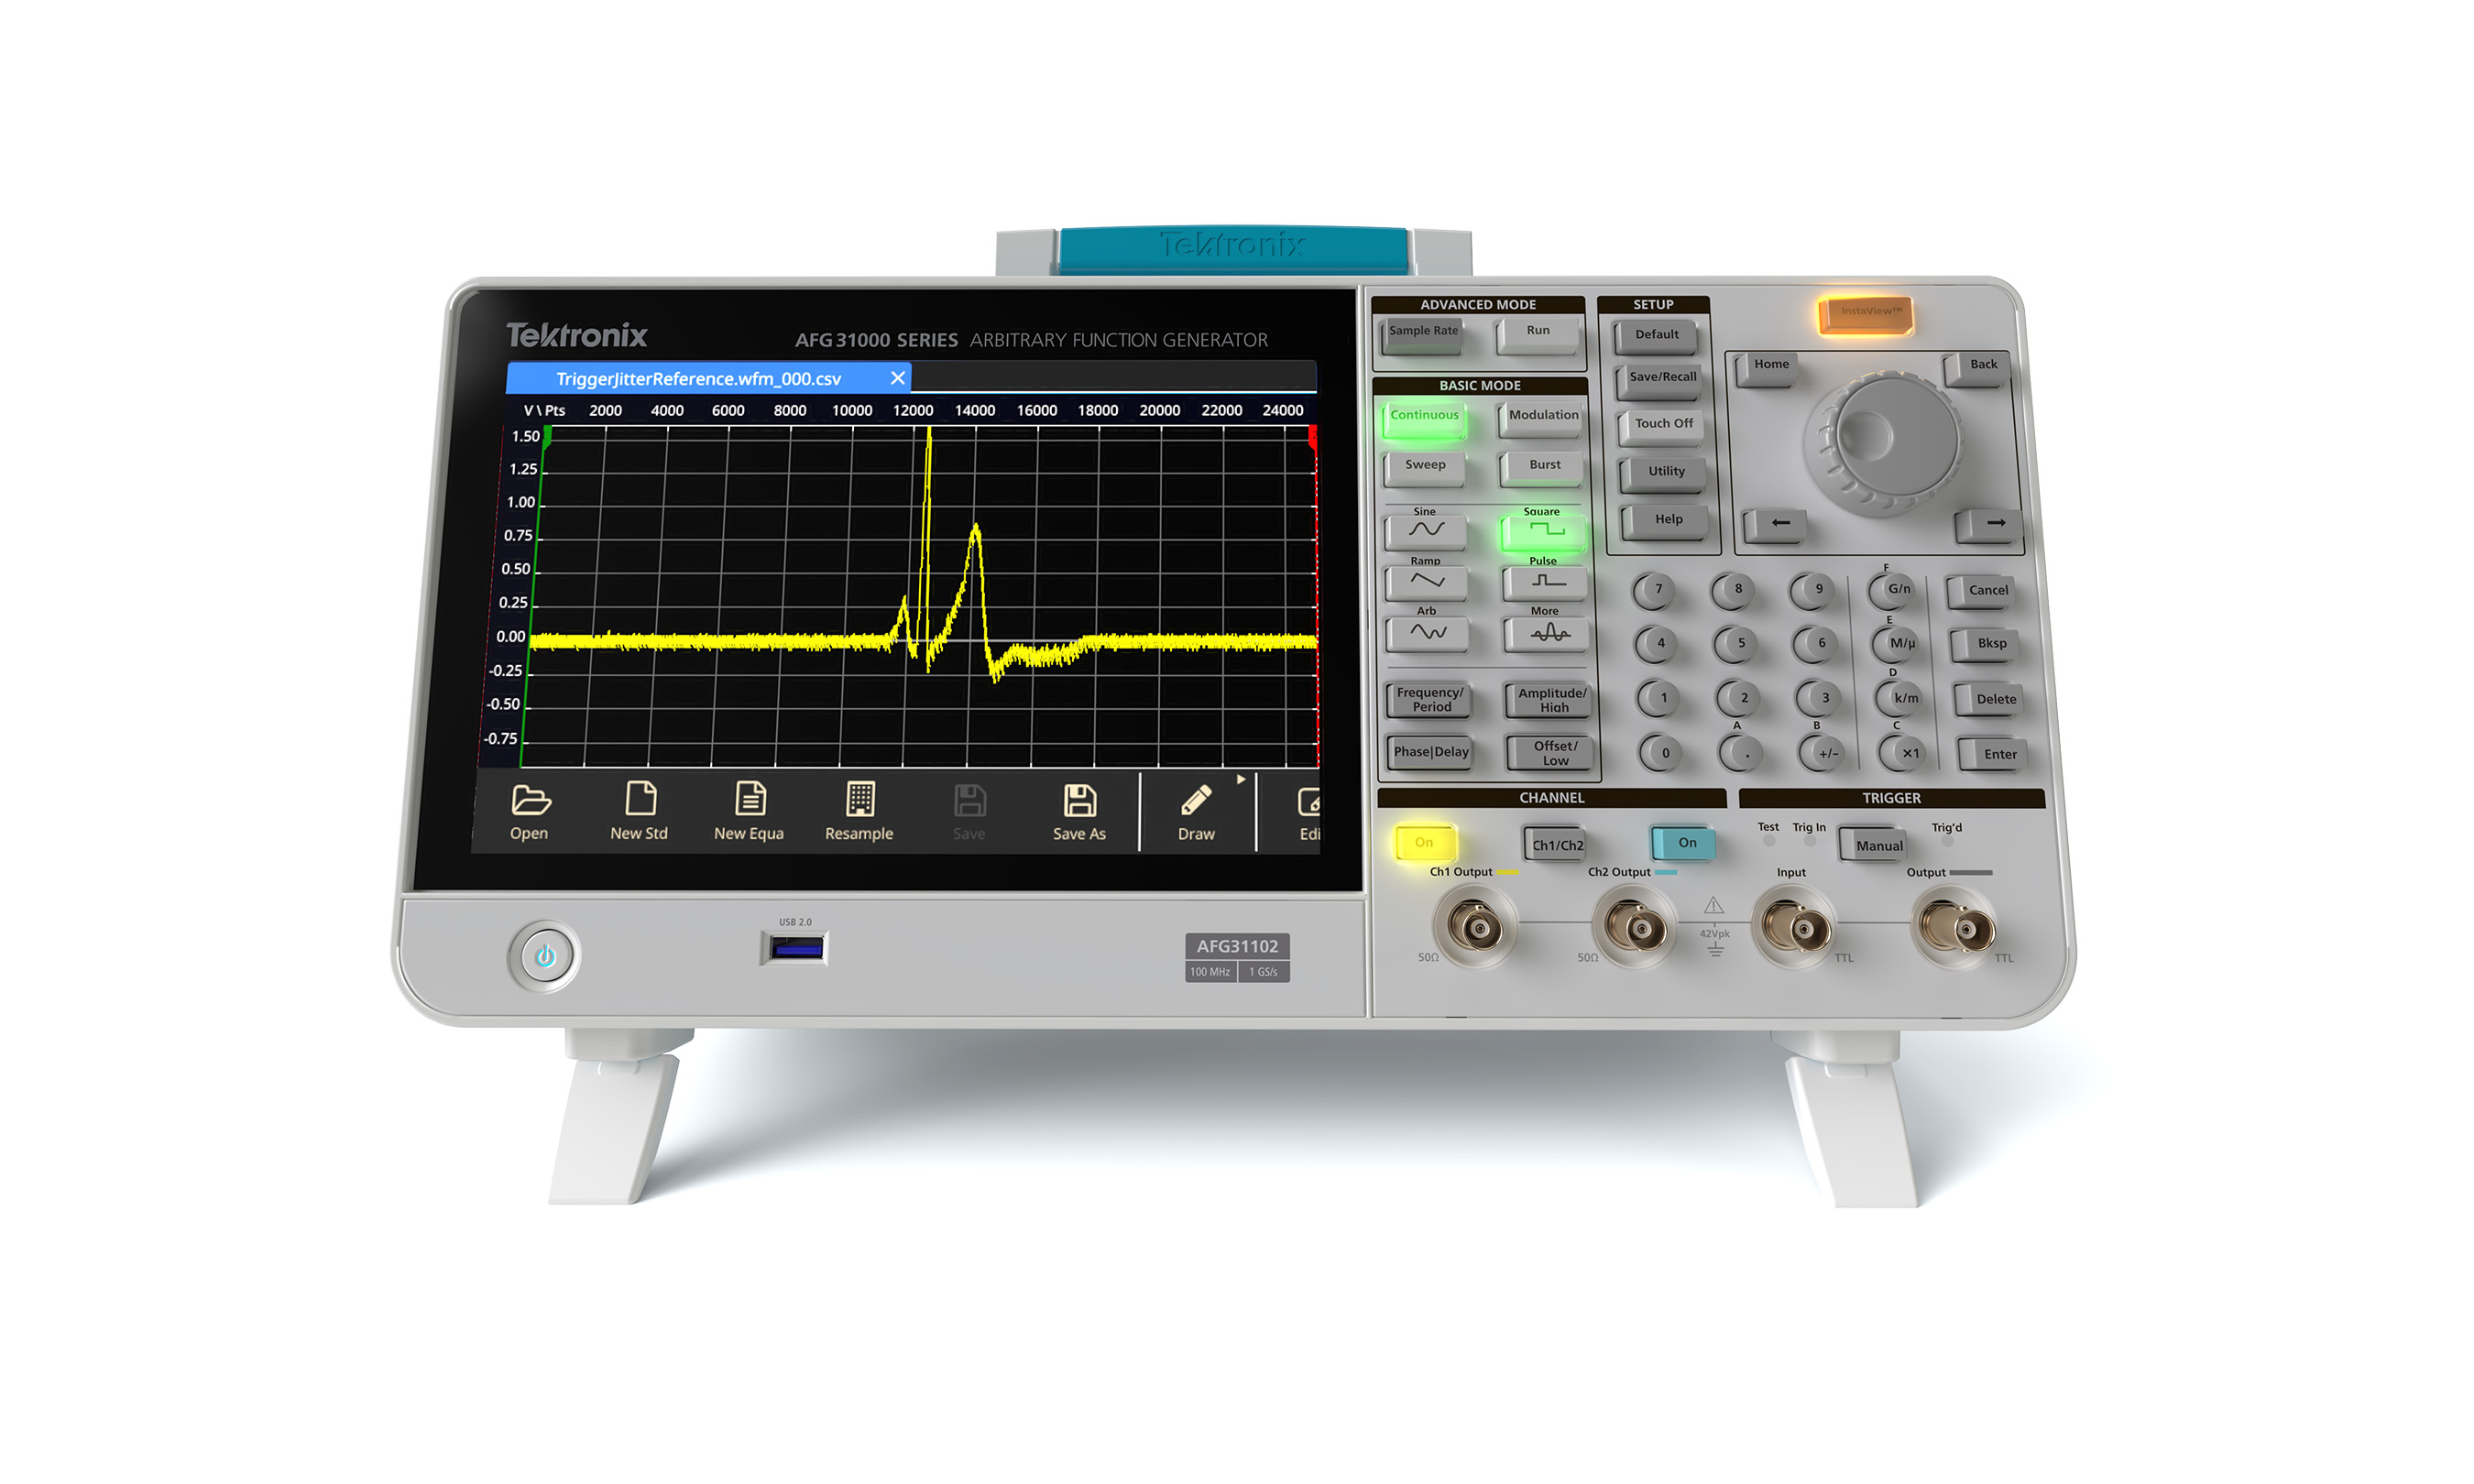 Tektronix
Tektronix
AFG 31000 SERIES ARBITRARY FUNCTION GENERATOR
TriggerJitterReference.wfm_000.csv
V \ Pts 2000 4000 6000 8000 10000 12000 14000 16000 18000 20000 22000 24000
1.50
1.25
1.00
0.75
0.50
0.25
0.00
-0.25
-0.50
-0.75
Open New Std New Equa Resample Save Save As Draw Edi
USB 2.0
AFG31102
100 MHz 1 GS/s
ADVANCED MODE
Sample Rate Run
BASIC MODE
Continuous Modulation
Sweep Burst
Sine Square
Ramp Pulse
Arb More
Frequency/
Period
Amplitude/
High
Phase|Delay
Offset/
Low
SETUP
Default
Save/Recall
Touch Off
Utility
Help
InstaView™
Home Back
← →
F
7 8 9 G/n Cancel
E
4 5 6 M/µ Bksp
D
1 2 3 k/m Delete
A B C
0 . +/- ×1 Enter
CHANNEL
On Ch1/Ch2 On
Ch1 Output Ch2 Output
50Ω 50Ω
42Vpk
TRIGGER
Test Trig In Manual Trig'd
Input Output
TTL TTL